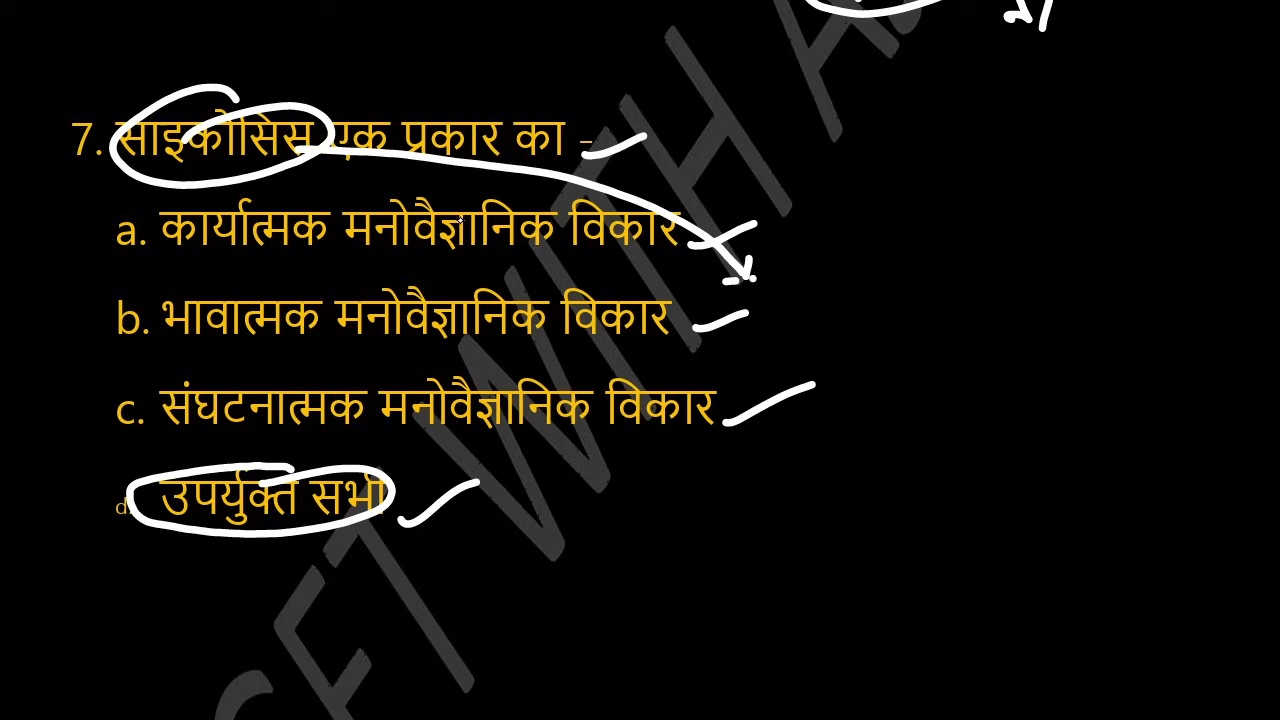 7. साइकोसिस एक प्रकार का –
a. कार्यात्मक मनोवैज्ञानिक विकार
b. भावात्मक मनोवैज्ञानिक विकार
c. संघटनात्मक मनोवैज्ञानिक विकार
d. उपर्युक्त सभी